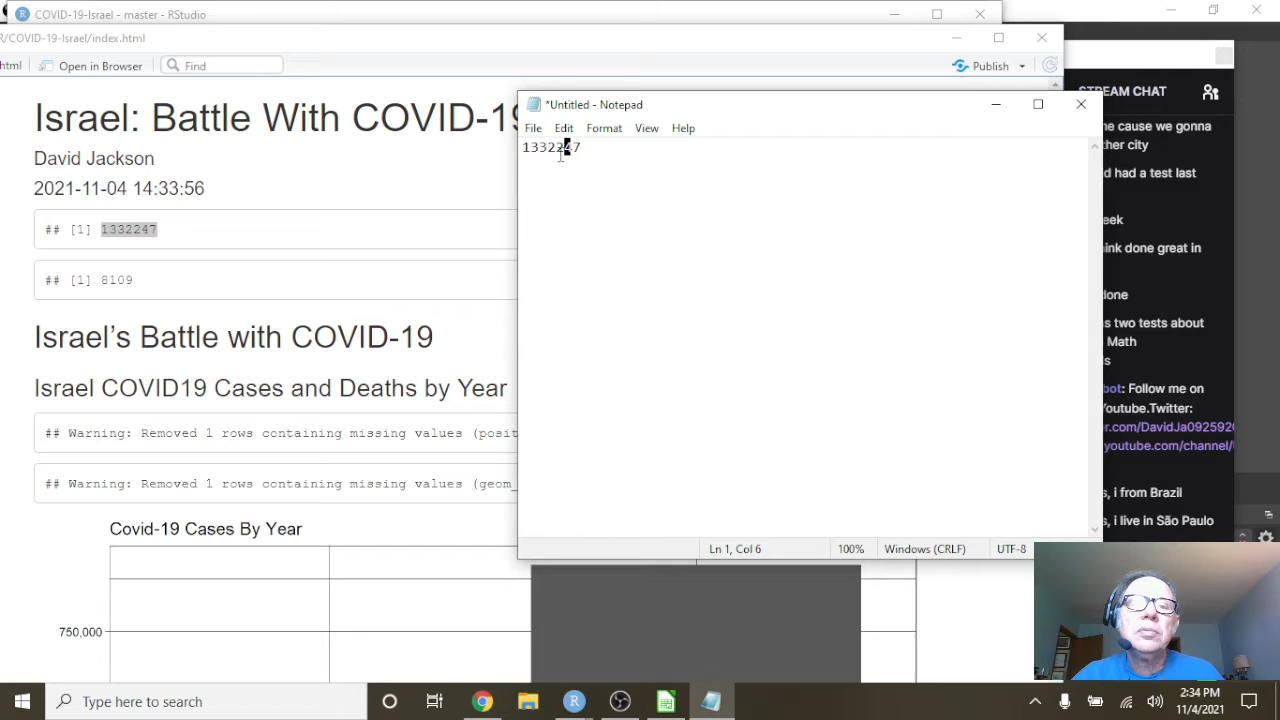 COVID-19-Israel - master - RStudio
R/COVID-19-Israel/index.html
html
Open in Browser
Find
Publish
Israel: Battle With COVID-19
David Jackson
2021-11-04 14:33:56
## [1] 1332247
## [1] 8109
Israel's Battle with COVID-19
Israel COVID19 Cases and Deaths by Year
## Warning: Removed 1 rows containing missing values (posit
## Warning: Removed 1 rows containing missing values (geom_
Covid-19 Cases By Year
750,000
*Untitled - Notepad
File Edit Format View Help
1332247
Ln 1, Col 6
100%
Windows (CRLF)
UTF-8
STREAM CHAT
ne cause we gonna
ther city
d had a test last
eek
ink done great in
lone
s two tests about
Math
ls
bot: Follow me on
Youtube.Twitter:
r.com/DavidJa092592
youtube.com/channel/
s, i from Brazil
s, i live in São Paulo
Type here to search
2:34 PM
11/4/2021